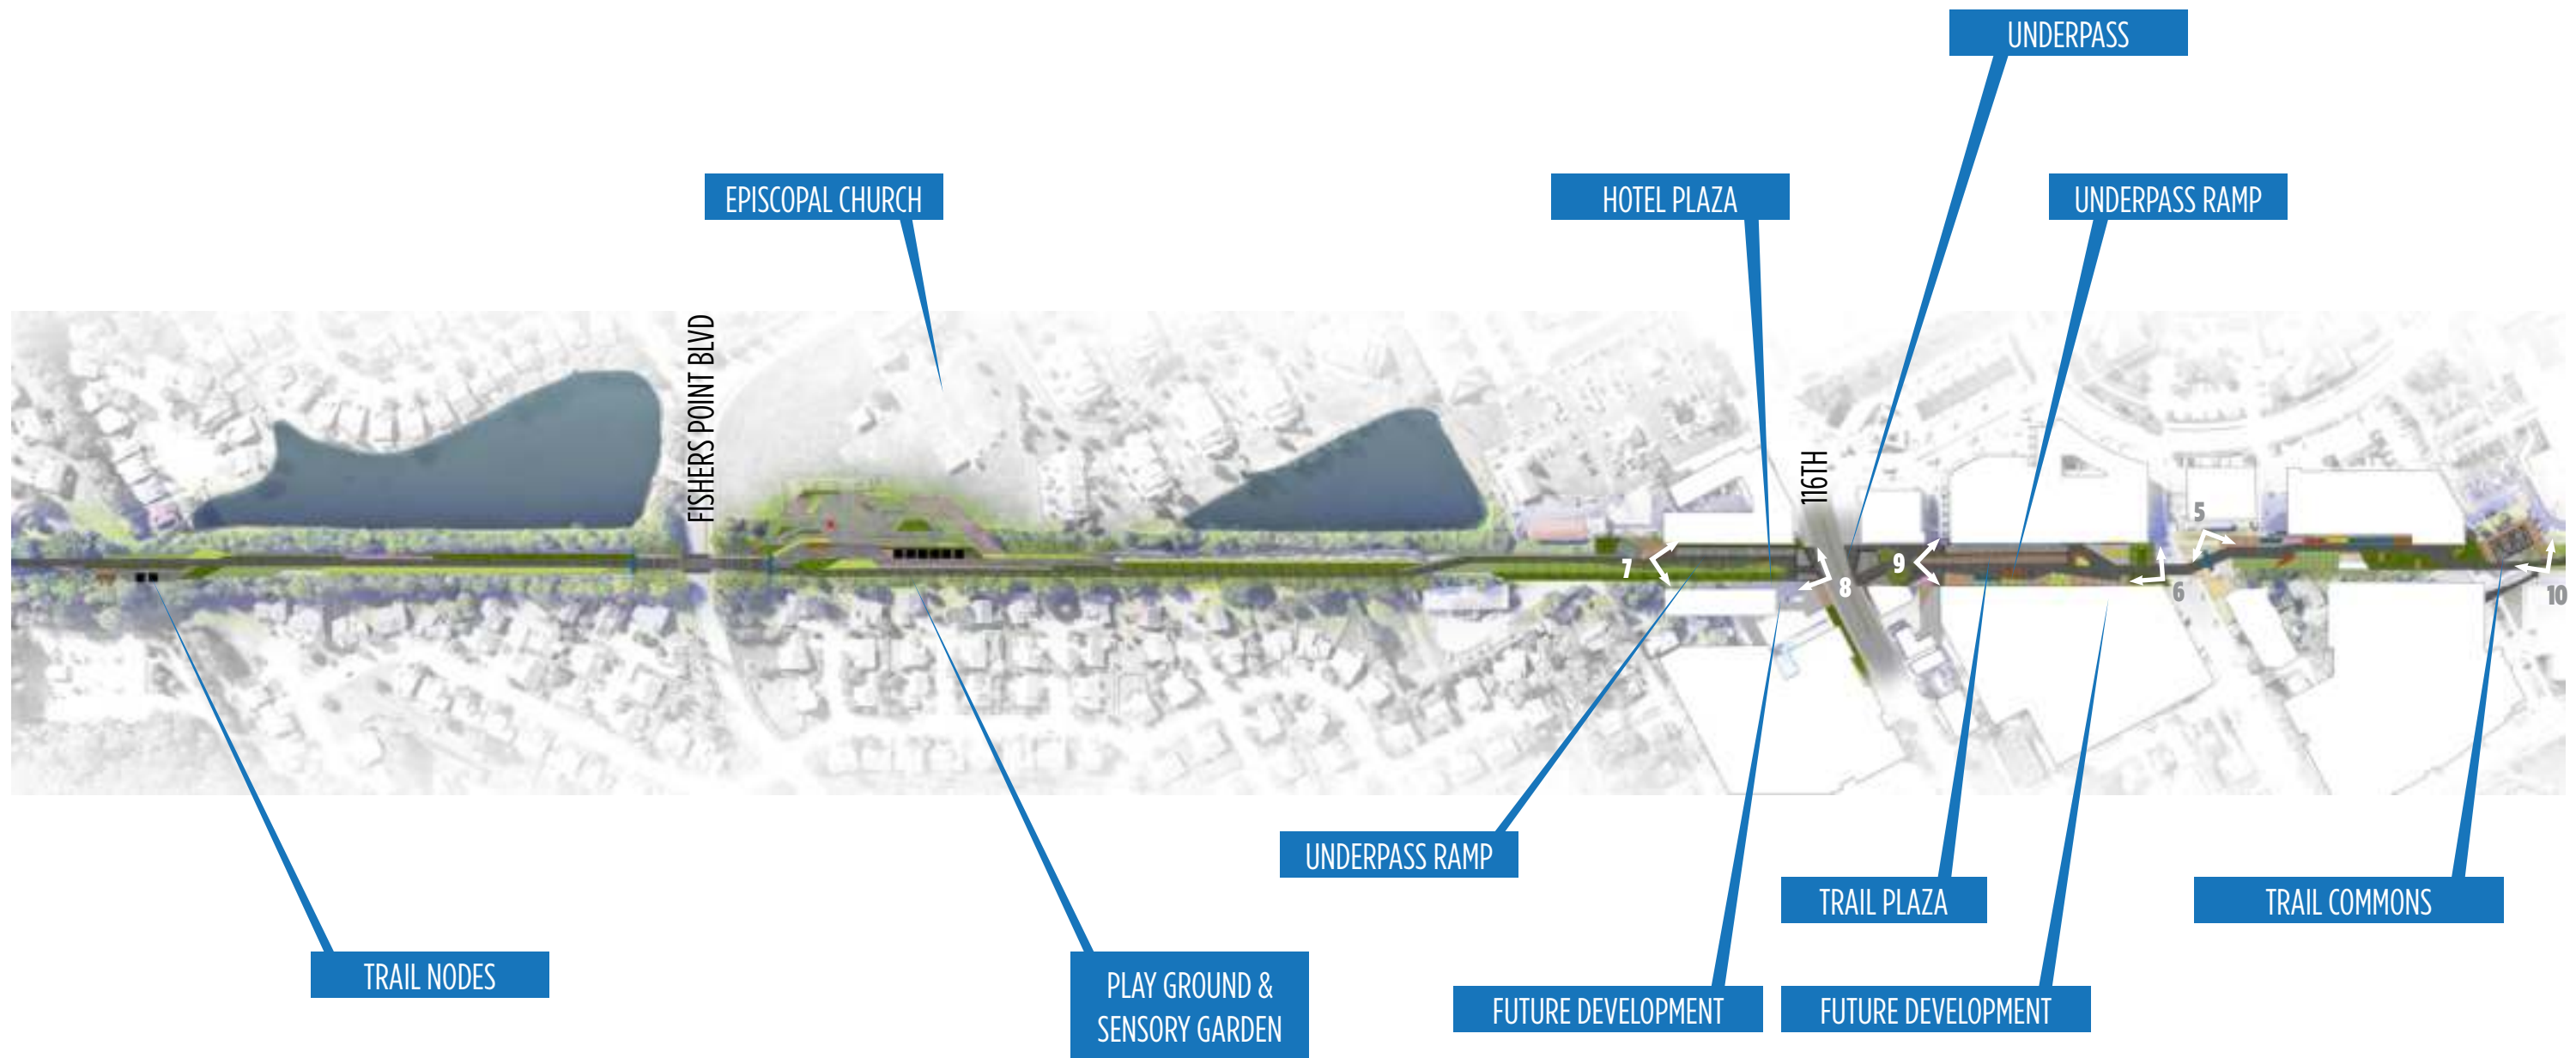 UNDERPASS
EPISCOPAL CHURCH
HOTEL PLAZA
UNDERPASS RAMP
FISHERS POINT BLVD
116TH
5
7
9
8
6
10
UNDERPASS RAMP
TRAIL PLAZA
TRAIL COMMONS
TRAIL NODES
PLAY GROUND &
SENSORY GARDEN
FUTURE DEVELOPMENT
FUTURE DEVELOPMENT